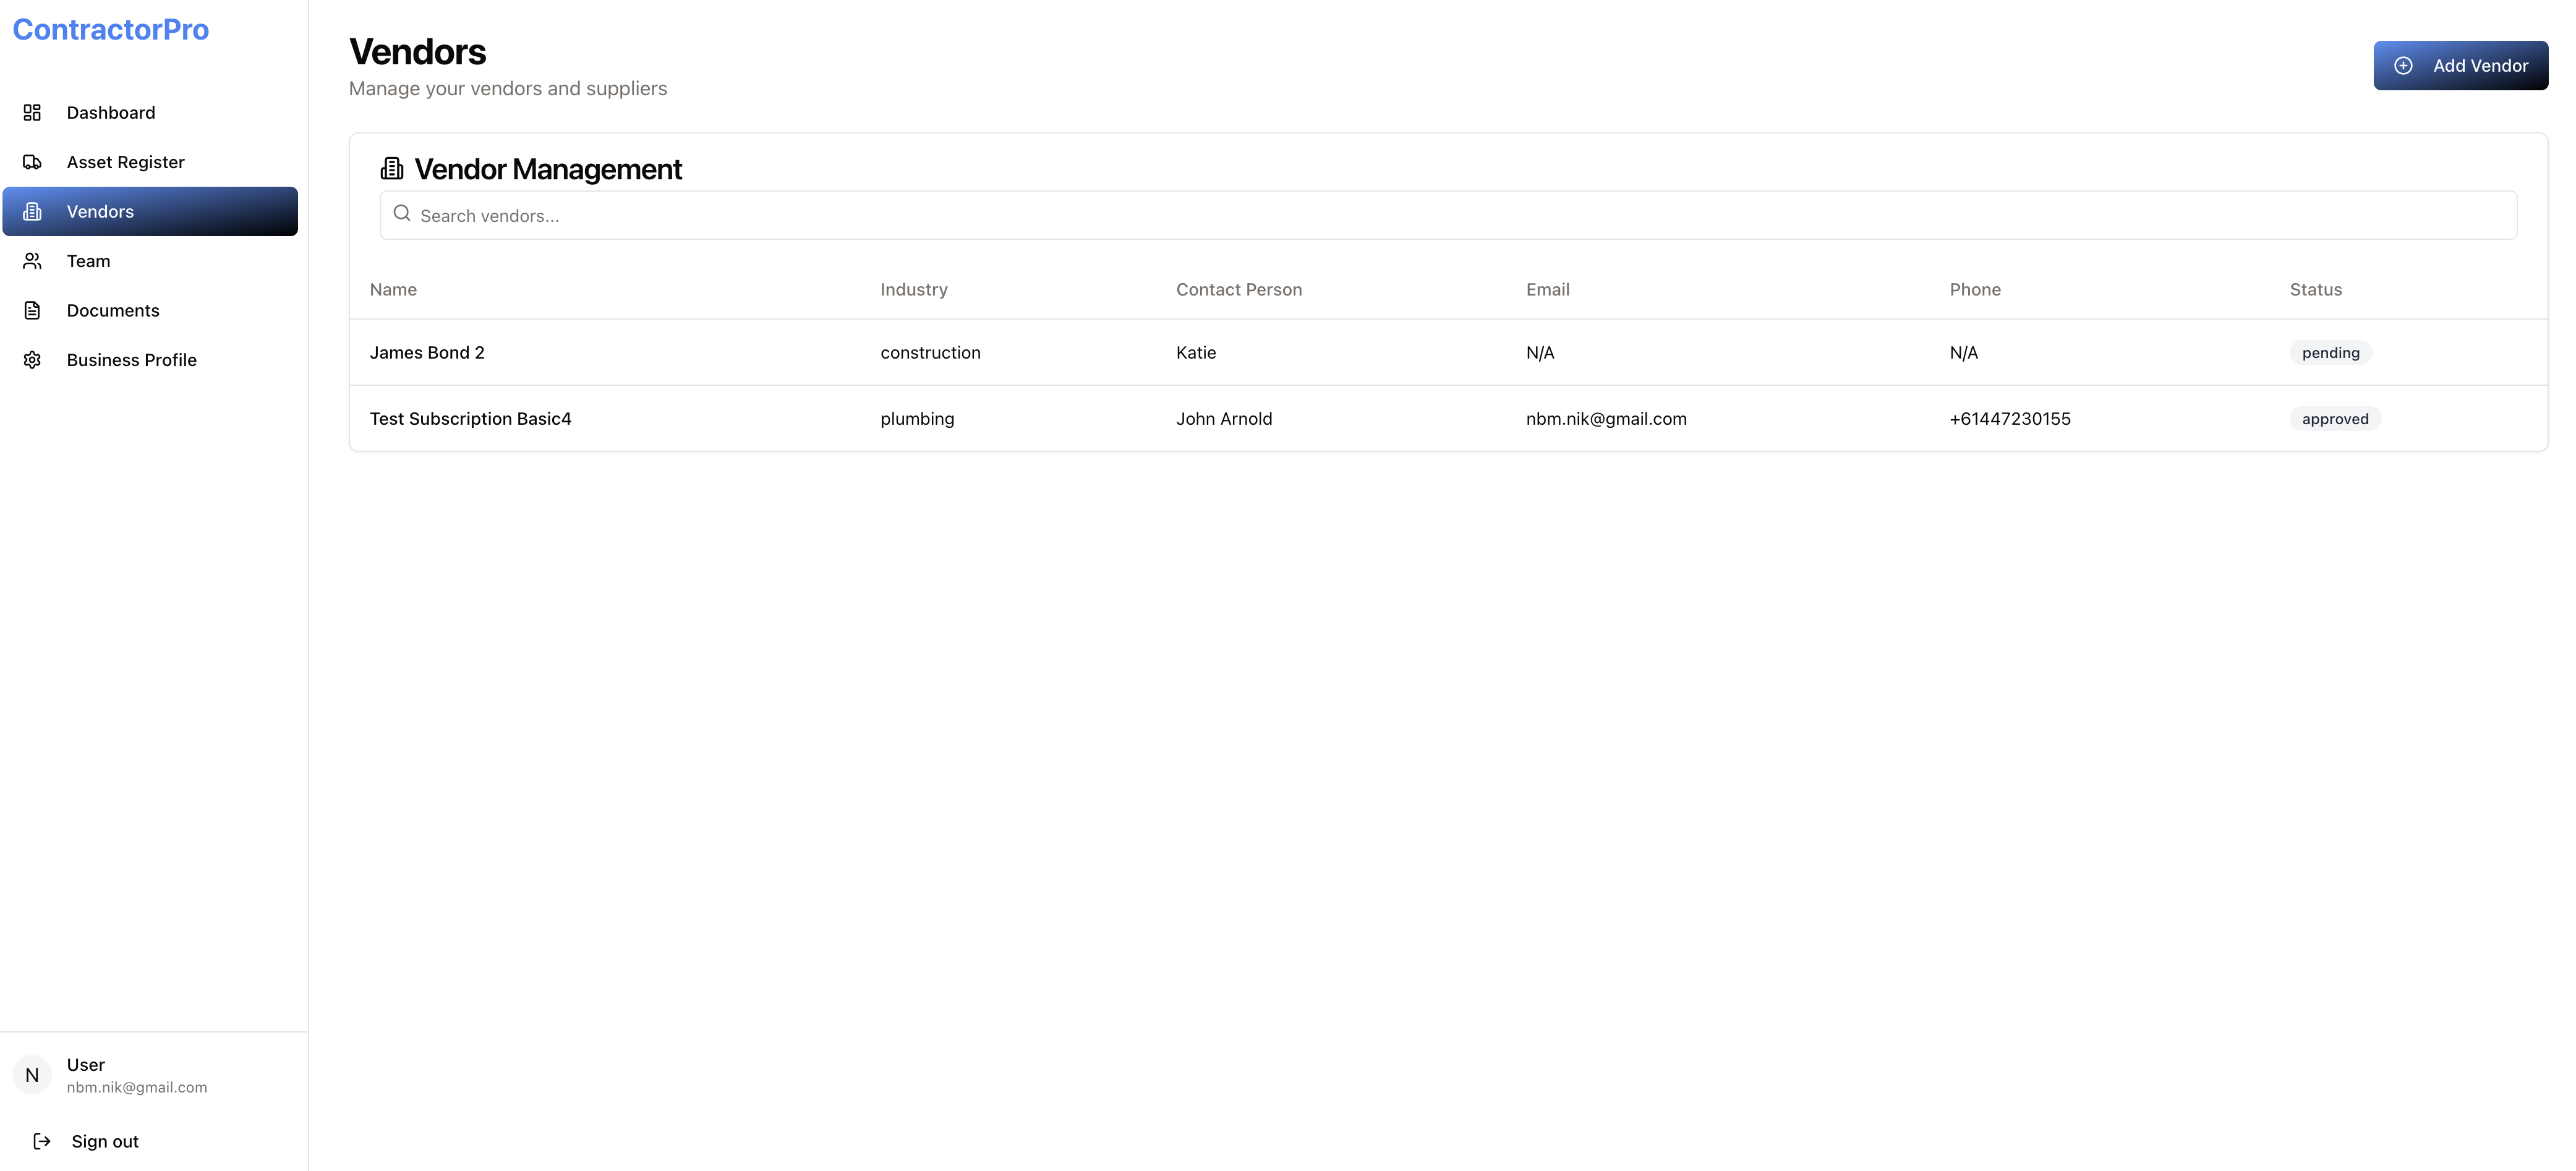 ContractorPro
Dashboard
Asset Register
Vendors
Team
Documents
Business Profile
User
nbm.nik@gmail.com
N
Sign out
Vendors
Manage your vendors and suppliers
Add Vendor
Vendor Management
Search vendors...
Name Industry Contact Person Email Phone Status
James Bond 2 construction Katie N/A N/A pending
Test Subscription Basic4 plumbing John Arnold nbm.nik@gmail.com +61447230155 approved